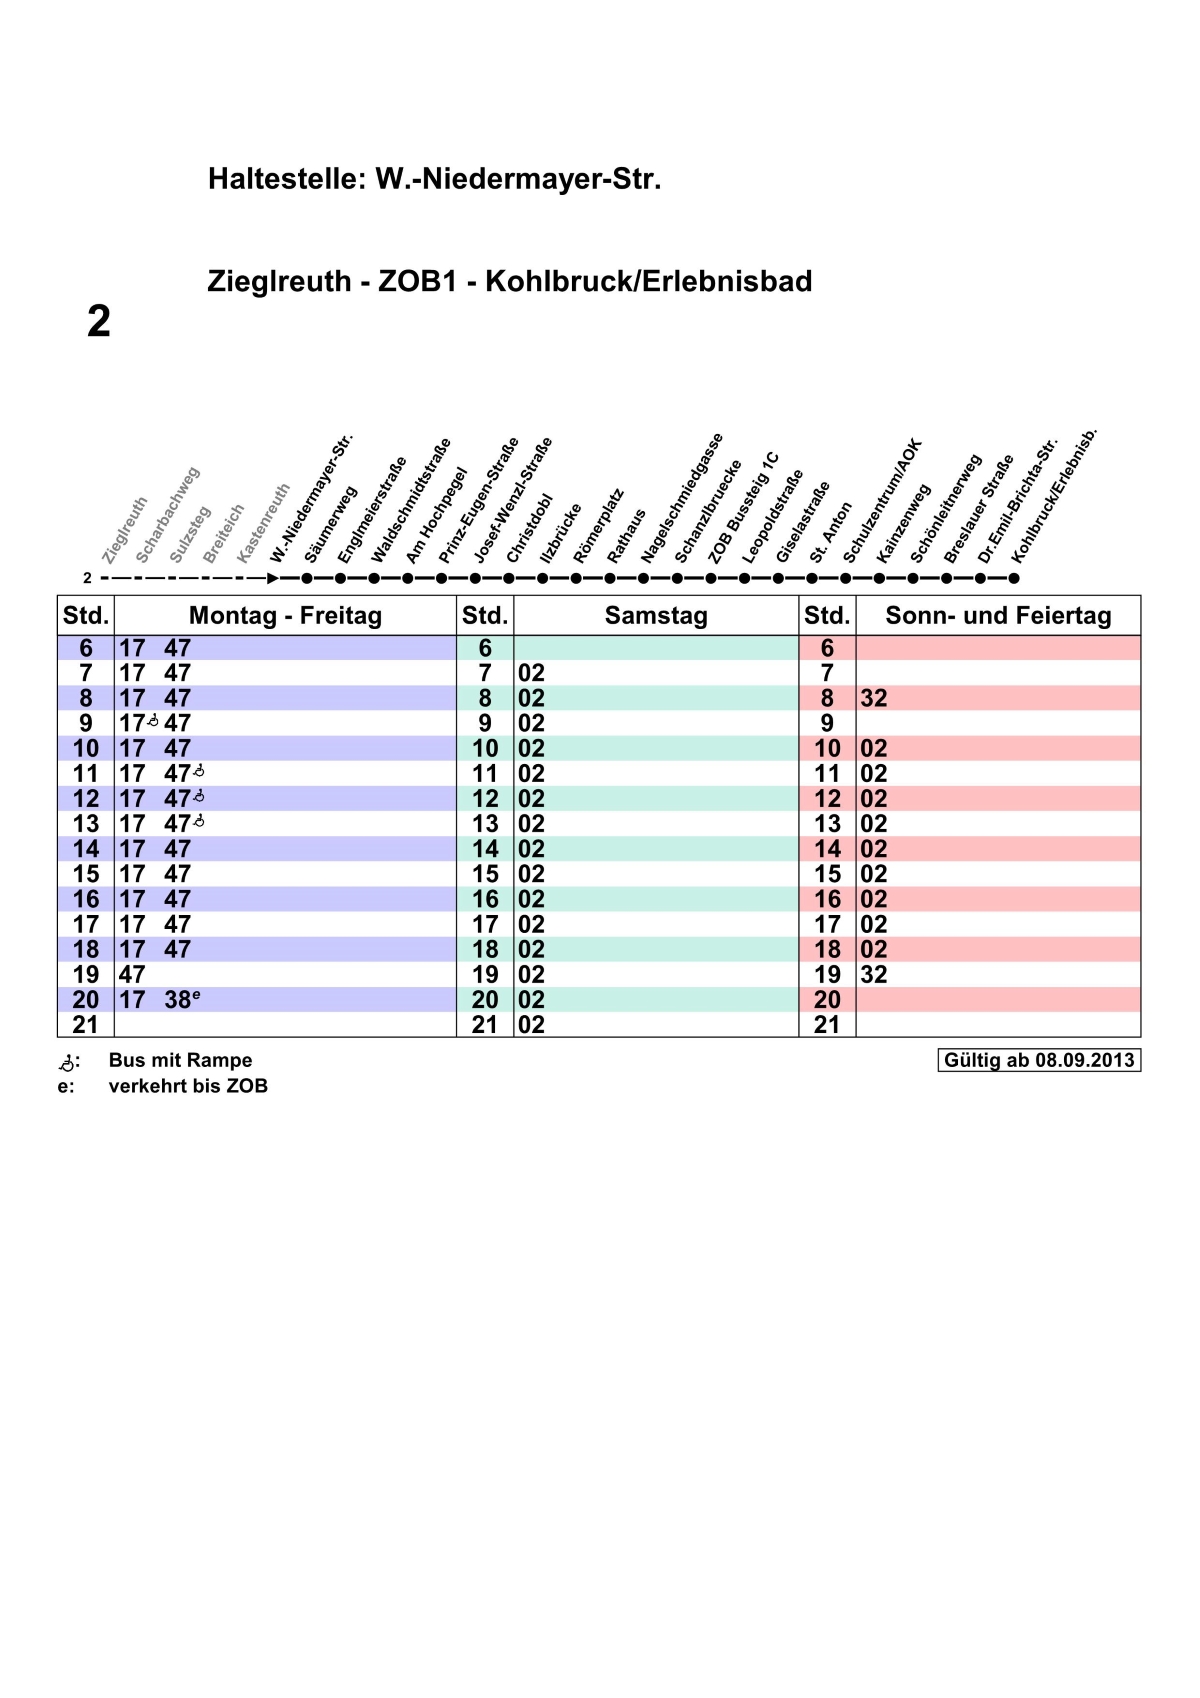 Haltestelle: W.-Niedermayer-Str.
Zieglreuth - ZOB1 - Kohlbruck/Erlebnisbad
2
Zieglreuth
Scharbachweg
Sulzsteg
Breiteich
Kastenreuth
W.-Niedermayer-Str.
Säumerweg
Englmeierstraße
Waldschmidtstraße
Am Hochpegel
Prinz-Eugen-Straße
Josef-Wenzl-Straße
Christdobl
Ilzbrücke
Römerplatz
Rathaus
Nagelschmiedgasse
Schanzlbruecke
ZOB Bussteig 1C
Leopoldstraße
Giselastraße
St. Anton
Schulzentrum/AOK
Kainzenweg
Schönleitnerweg
Breslauer Straße
Dr.Emil-Brichta-Str.
Kohlbruck/Erlebnisb.
2
Std. Montag - Freitag Std. Samstag Std. Sonn- und Feiertag
6 17 47 6 6
7 17 47 7 02 7
8 17 47 8 02 8 32
9 17 47 9 02 9
10 17 47 10 02 10 02
11 17 47 11 02 11 02
12 17 47 12 02 12 02
13 17 47 13 02 13 02
14 17 47 14 02 14 02
15 17 47 15 02 15 02
16 17 47 16 02 16 02
17 17 47 17 02 17 02
18 17 47 18 02 18 02
19 47 19 02 19 32
20 17 38e 20 02 20
21 21 02 21
: Bus mit Rampe
e: verkehrt bis ZOB
Gültig ab 08.09.2013